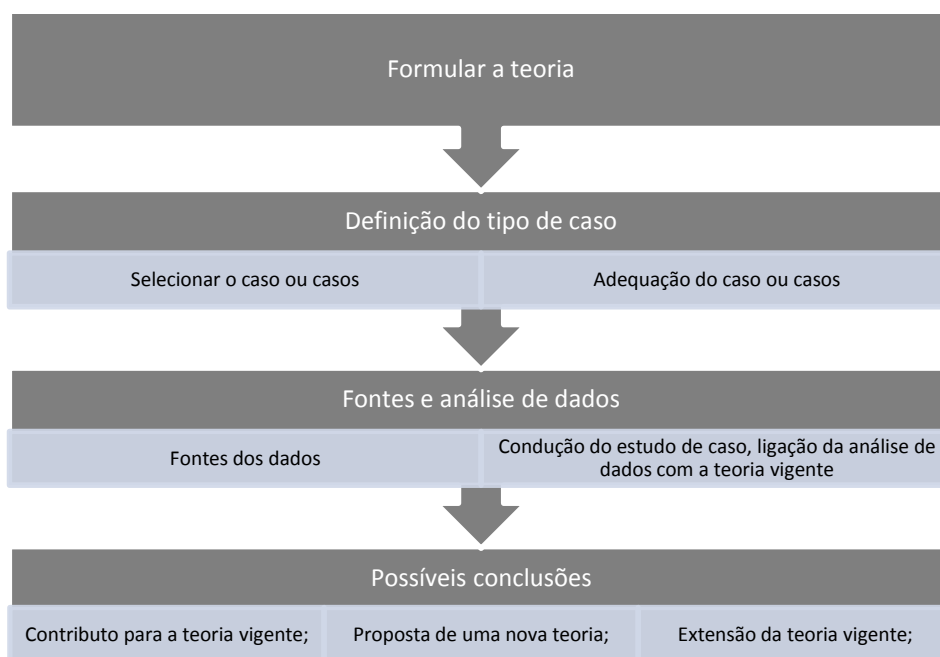 Formular a teoria
Definição do tipo de caso
Selecionar o caso ou casos
Adequação do caso ou casos
Fontes e análise de dados
Fontes dos dados
Condução do estudo de caso, ligação da análise de
dados com a teoria vigente
Possíveis conclusões
Contributo para a teoria vigente;
Proposta de uma nova teoria;
Extensão da teoria vigente;